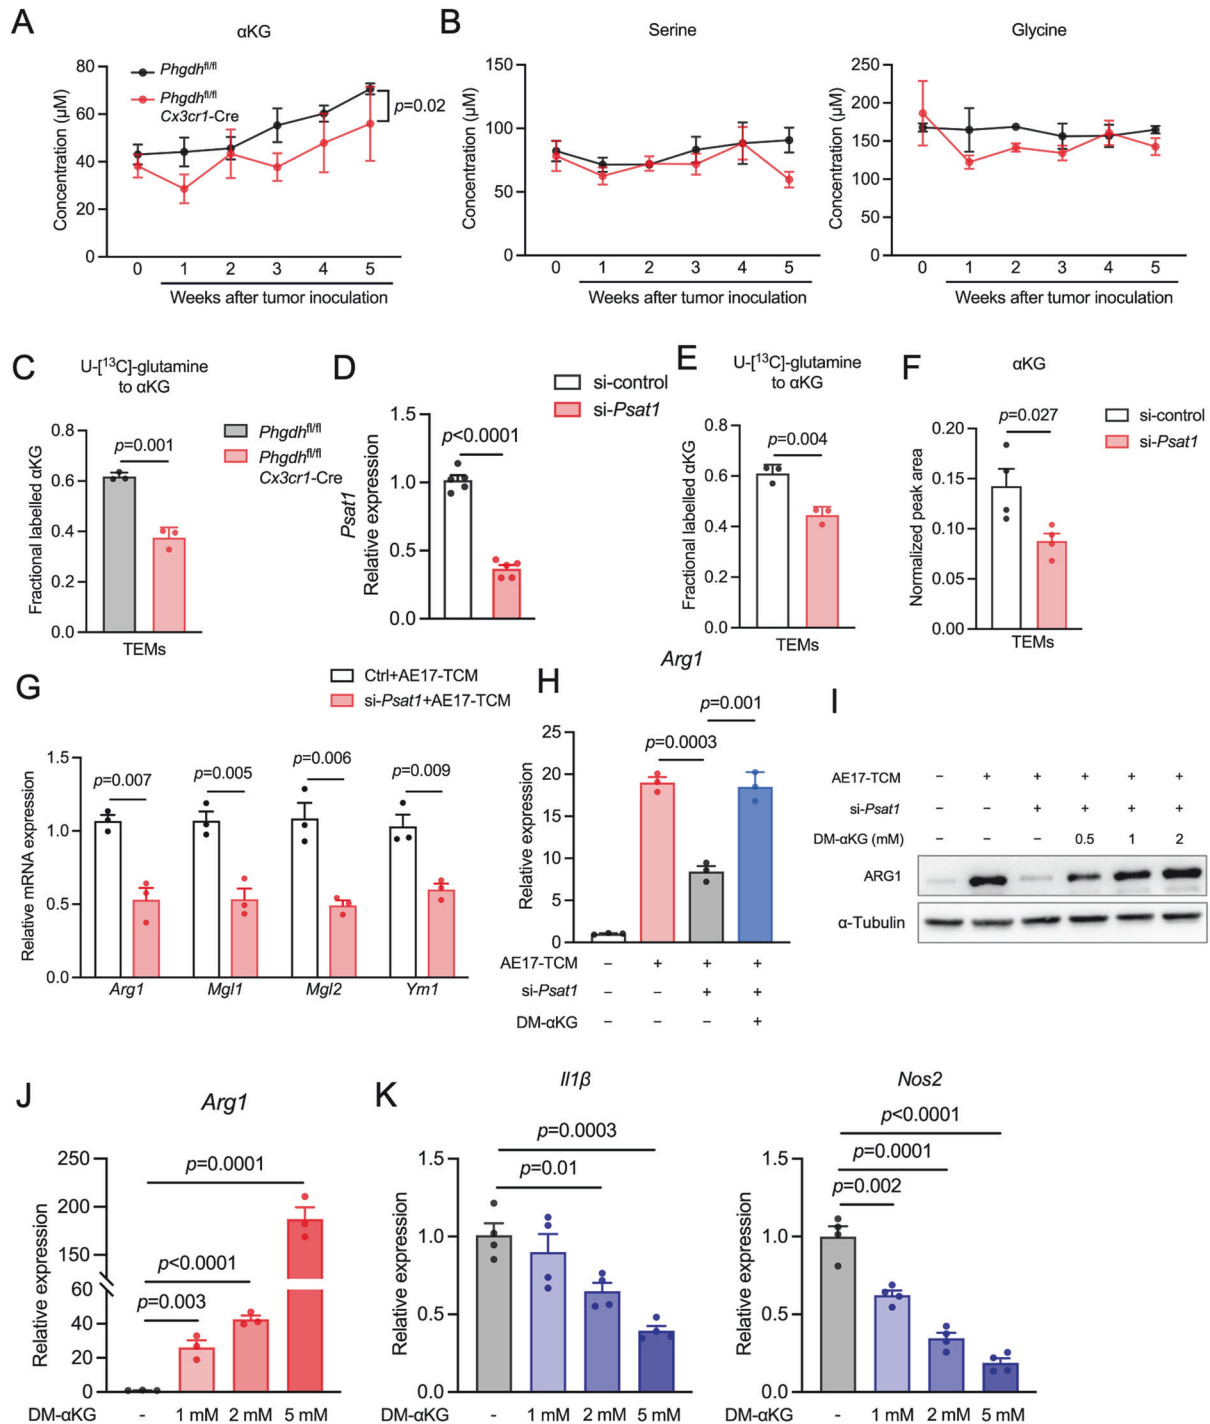 A
αKG
Concentration (μM)
80
60
40
20
0
Phgdhfl/fl
Phgdhfl/fl
Cx3cr1-Cre
p=0.02
0 1 2 3 4 5
Weeks after tumor inoculation
B
Serine
Concentration (μM)
150
100
50
0
0 1 2 3 4 5
Weeks after tumor inoculation
Glycine
Concentration (μM)
250
200
150
100
50
0
0 1 2 3 4 5
Weeks after tumor inoculation
C
U-[13C]-glutamine
to αKG
Fractional labelled αKG
0.8
0.6
0.4
0.2
0.0
p=0.001
TEMs
Phgdhfl/fl
Phgdhfl/fl
Cx3cr1-Cre
D
Psat1
Relative expression
1.5
1.0
0.5
0.0
p<0.0001
si-control
si-Psat1
E
U-[13C]-glutamine
to αKG
Fractional labelled αKG
0.8
0.6
0.4
0.2
0.0
p=0.004
TEMs
F
αKG
Normalized peak area
0.20
0.15
0.10
0.05
0.00
p=0.027
TEMs
si-control
si-Psat1
G
Ctrl+AE17-TCM
si-Psat1+AE17-TCM
Relative mRNA expression
1.5
1.0
0.5
0.0
p=0.007
p=0.005
p=0.006
p=0.009
Arg1 Mgl1 Mgl2 Ym1
H
Arg1
Relative expression
25
20
15
10
5
0
p=0.0003
p=0.001
AE17-TCM – + + +
si-Psat1 – – + +
DM-αKG – – – +
I
AE17-TCM – + + + + +
si-Psat1 – – + + + +
DM-αKG (mM) – – – 0.5 1 2
ARG1
α-Tubulin
J
Arg1
Relative expression
250
200
150
60
40
20
0
p=0.0001
p<0.0001
p=0.003
DM-αKG - 1 mM 2 mM 5 mM
K
Il1β
Relative expression
1.5
1.0
0.5
0.0
p=0.0003
p=0.01
DM-αKG - 1 mM 2 mM 5 mM
Nos2
Relative expression
1.5
1.0
0.5
0.0
p<0.0001
p=0.0001
p=0.002
DM-αKG - 1 mM 2 mM 5 mM